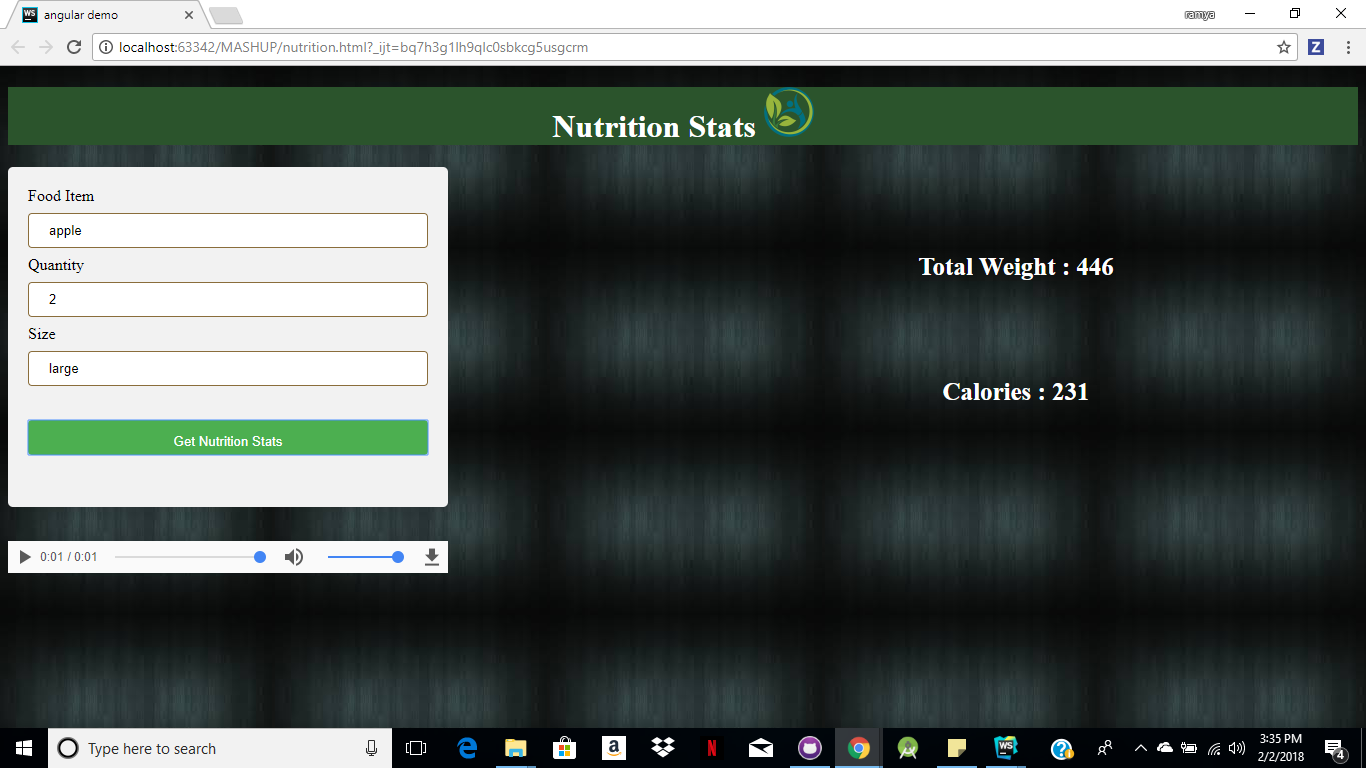 WS
angular demo
ramya
localhost:63342/MASHUP/nutrition.html?_ijt=bq7h3g1lh9qlc0sbkcg5usgcrm
Z
Nutrition Stats
Food Item
apple
Quantity
2
Size
large
Get Nutrition Stats
Total Weight : 446
Calories : 231
0:01 / 0:01
Type here to search
a
N
WS
?
3:35 PM
2/2/2018
4